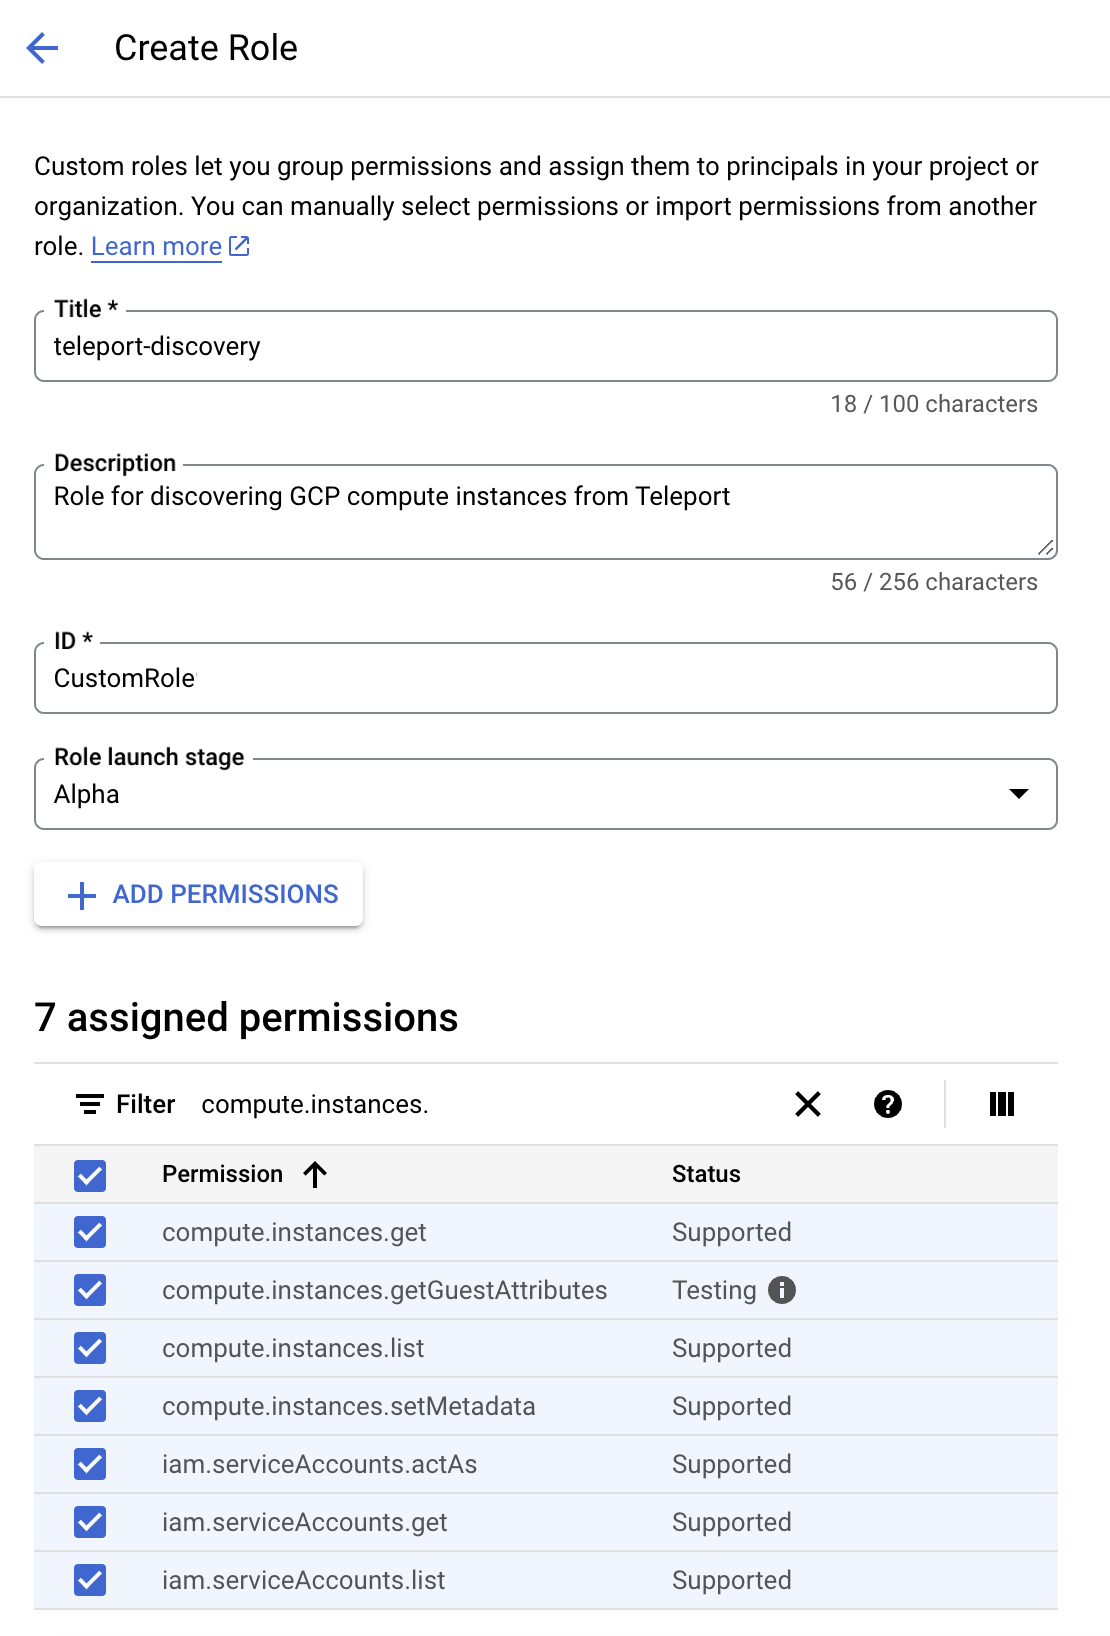 Create Role
Custom roles let you group permissions and assign them to principals in your project or
organization. You can manually select permissions or import permissions from another
role. Learn more
Title *
teleport-discovery
18 / 100 characters
Description
Role for discovering GCP compute instances from Teleport
56 / 256 characters
ID *
CustomRole
Role launch stage
Alpha
ADD PERMISSIONS
7 assigned permissions
Filter compute.instances.
Permission Status
compute.instances.get Supported
compute.instances.getGuestAttributes Testing
compute.instances.list Supported
compute.instances.setMetadata Supported
iam.serviceAccounts.actAs Supported
iam.serviceAccounts.get Supported
iam.serviceAccounts.list Supported